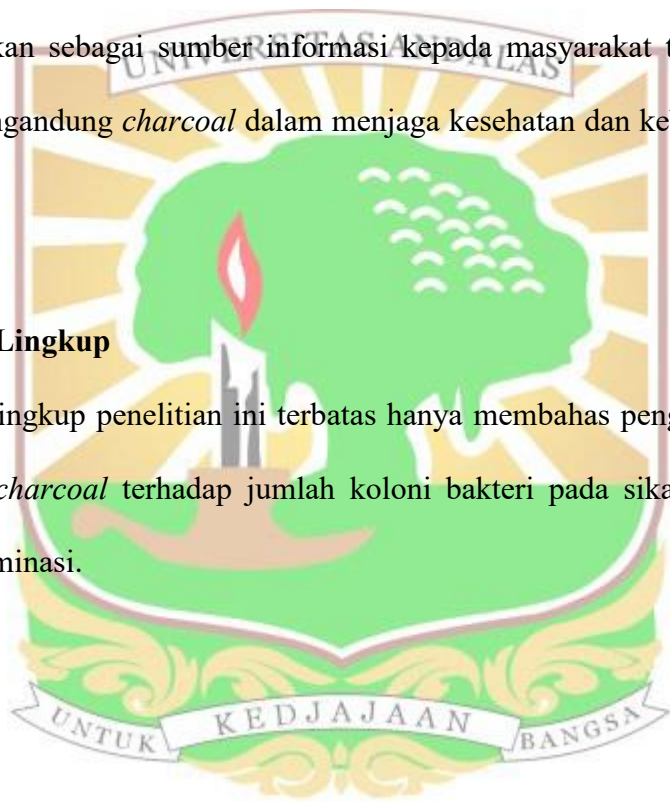 kan sebagai sumber informasi kepada masyarakat t
UNIVERSITAS ANDALAS
ngandung charcoal dalam menjaga kesehatan dan ke
Lingkup
ingkup penelitian ini terbatas hanya membahas peng
charcoal terhadap jumlah koloni bakteri pada sika
minasi.
UNTUK KEDJAJAAN BANGSA